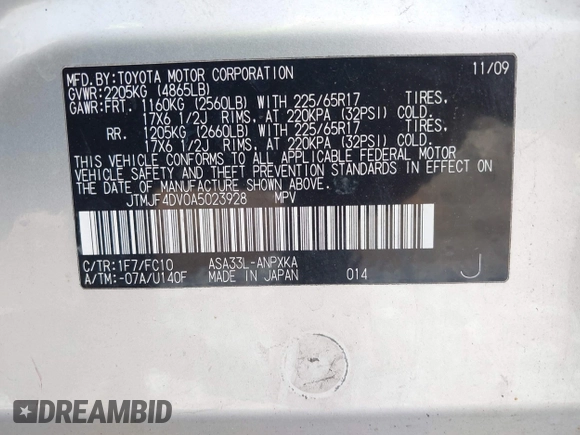 MFD.BY:TOYOTA MOTOR CORPORATION 11/09
GVWR:2205KG (4865LB)
GAWR:FRT. 1160KG (2560LB) WITH 225/65R17 TIRES.
17X6 1/2J RIMS, AT 220KPA (32PSI) COLD.
RR. 1205KG (2660LB) WITH 225/65R17 TIRES.
17X6 1/2J RIMS, AT 220KPA (32PSI) COLD.
THIS VEHICLE CONFORMS TO ALL APPLICABLE FEDERAL MOTOR
VEHICLE SAFETY AND THEFT PREVENTION STANDARDS IN EFFECT ON
THE DATE OF MANUFACTURE SHOWN ABOVE.
JTMJF4DV0A5023928 MPV
C/TR:1F7/FC10 ASA33L-ANPXKA
A/TM:-07A/U140F MADE IN JAPAN 014 J
DREAMBID